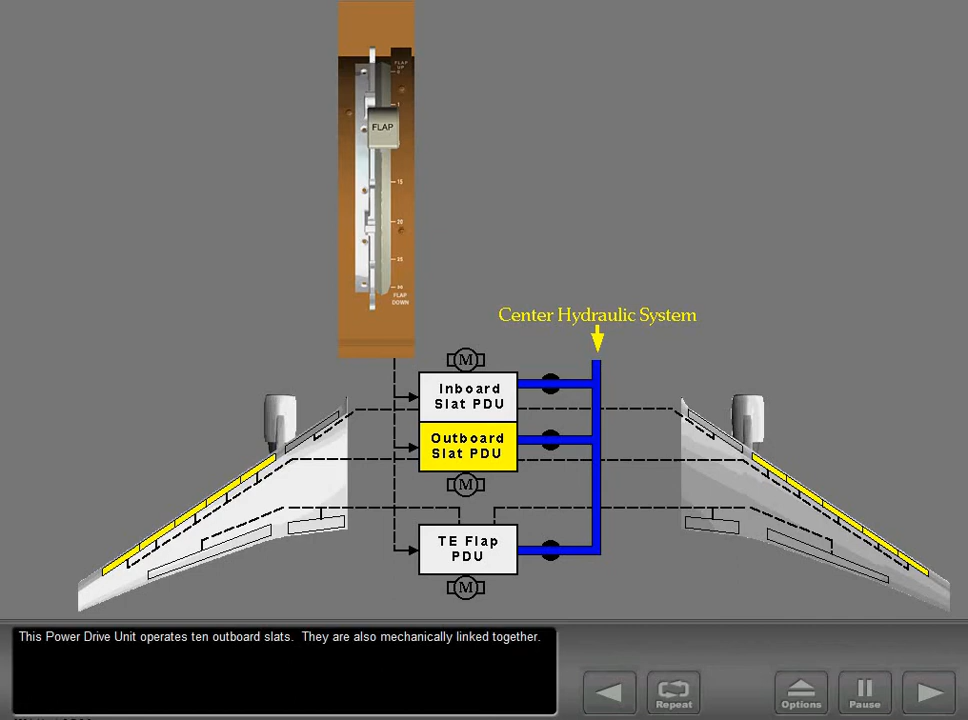 FLAP
UP
0
1
FLAP
15
20
25
30
FLAP
DOWN
Center Hydraulic System
M
Inboard
Slat PDU
Outboard
Slat PDU
M
TE Flap
PDU
M
This Power Drive Unit operates ten outboard slats. They are also mechanically linked together.
Repeat
Options
Pause